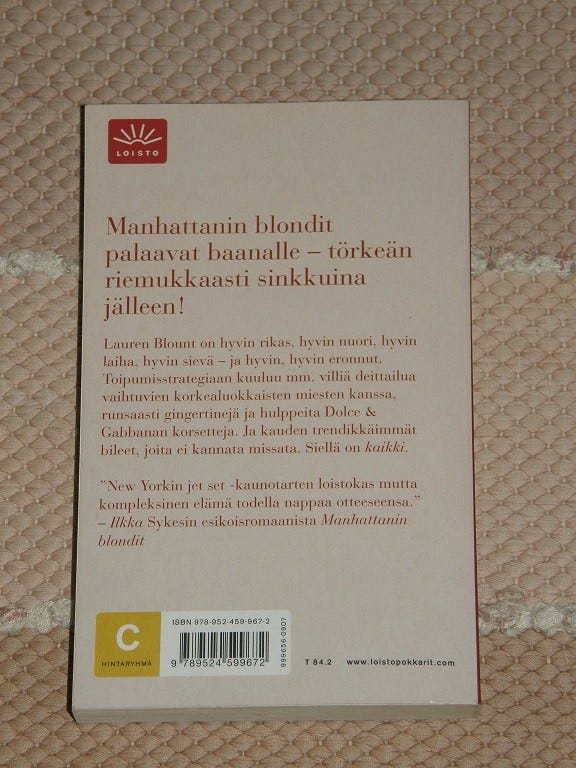 LOISTO
Manhattanin blondit
palaavat baanalle – törkeän
riemukkaasti sinkkuina
jälleen!
Lauren Blount on hyvin rikas, hyvin nuori, hyvin
laiha, hyvin sievä – ja hyvin, hyvin eronnut.
Toipumisstrategiaan kuuluu mm. villiä deittailua
vaihtuvien korkealuokkaisten miesten kanssa,
runsaasti gingertinejä ja hulppeita Dolce &
Gabbanan korsetteja. Ja kauden trendikkäimmät
bileet, joita ei kannata missata. Siellä on kaikki.
”New Yorkin jet set -kaunotarten loistokas mutta
kompleksinen elämä todella nappaa otteeseensa.”
– Ilkka Sykesin esikoisromaanista Manhattanin
blondit
C
HINTARYHMÄ
ISBN 978-952-459-967-2
9 789524 599672
999656-0907
T 84.2 www.loistopokkarit.com